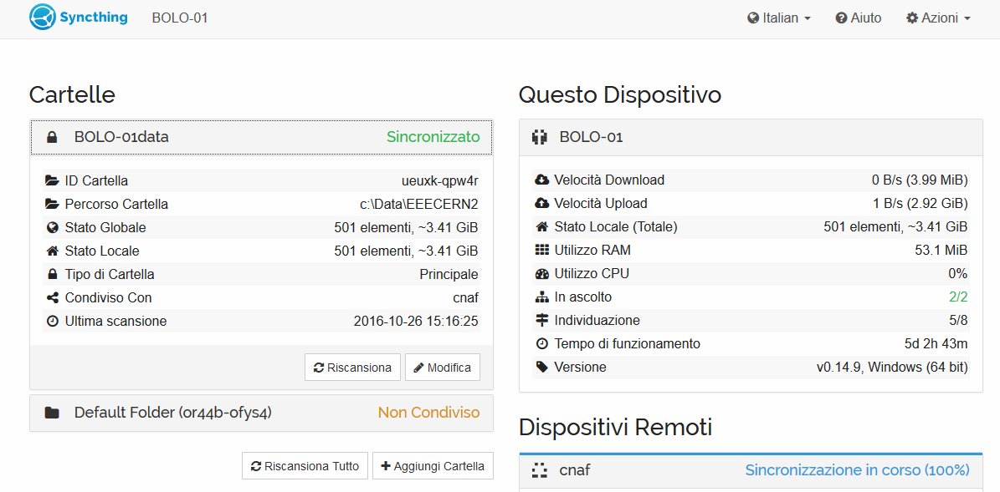 Syncthing BOLO-01 Italian Aiuto Azioni
Cartelle
BOLO-01data Sincronizzato
ID Cartella ueuxk-qpw4r
Percorso Cartella c:\Data\EEECERN2
Stato Globale 501 elementi, ~3.41 GiB
Stato Locale 501 elementi, ~3.41 GiB
Tipo di Cartella Principale
Condiviso Con cnaf
Ultima scansione 2016-10-26 15:16:25
Riscansiona Modifica
Default Folder (or44b-ofys4) Non Condiviso
Riscansiona Tutto Aggiungi Cartella
Questo Dispositivo
BOLO-01
Velocità Download 0 B/s (3.99 MiB)
Velocità Upload 1 B/s (2.92 GiB)
Stato Locale (Totale) 501 elementi, ~3.41 GiB
Utilizzo RAM 53.1 MiB
Utilizzo CPU 0%
In ascolto 2/2
Individuazione 5/8
Tempo di funzionamento 5d 2h 43m
Versione v0.14.9, Windows (64 bit)
Dispositivi Remoti
cnaf Sincronizzazione in corso (100%)